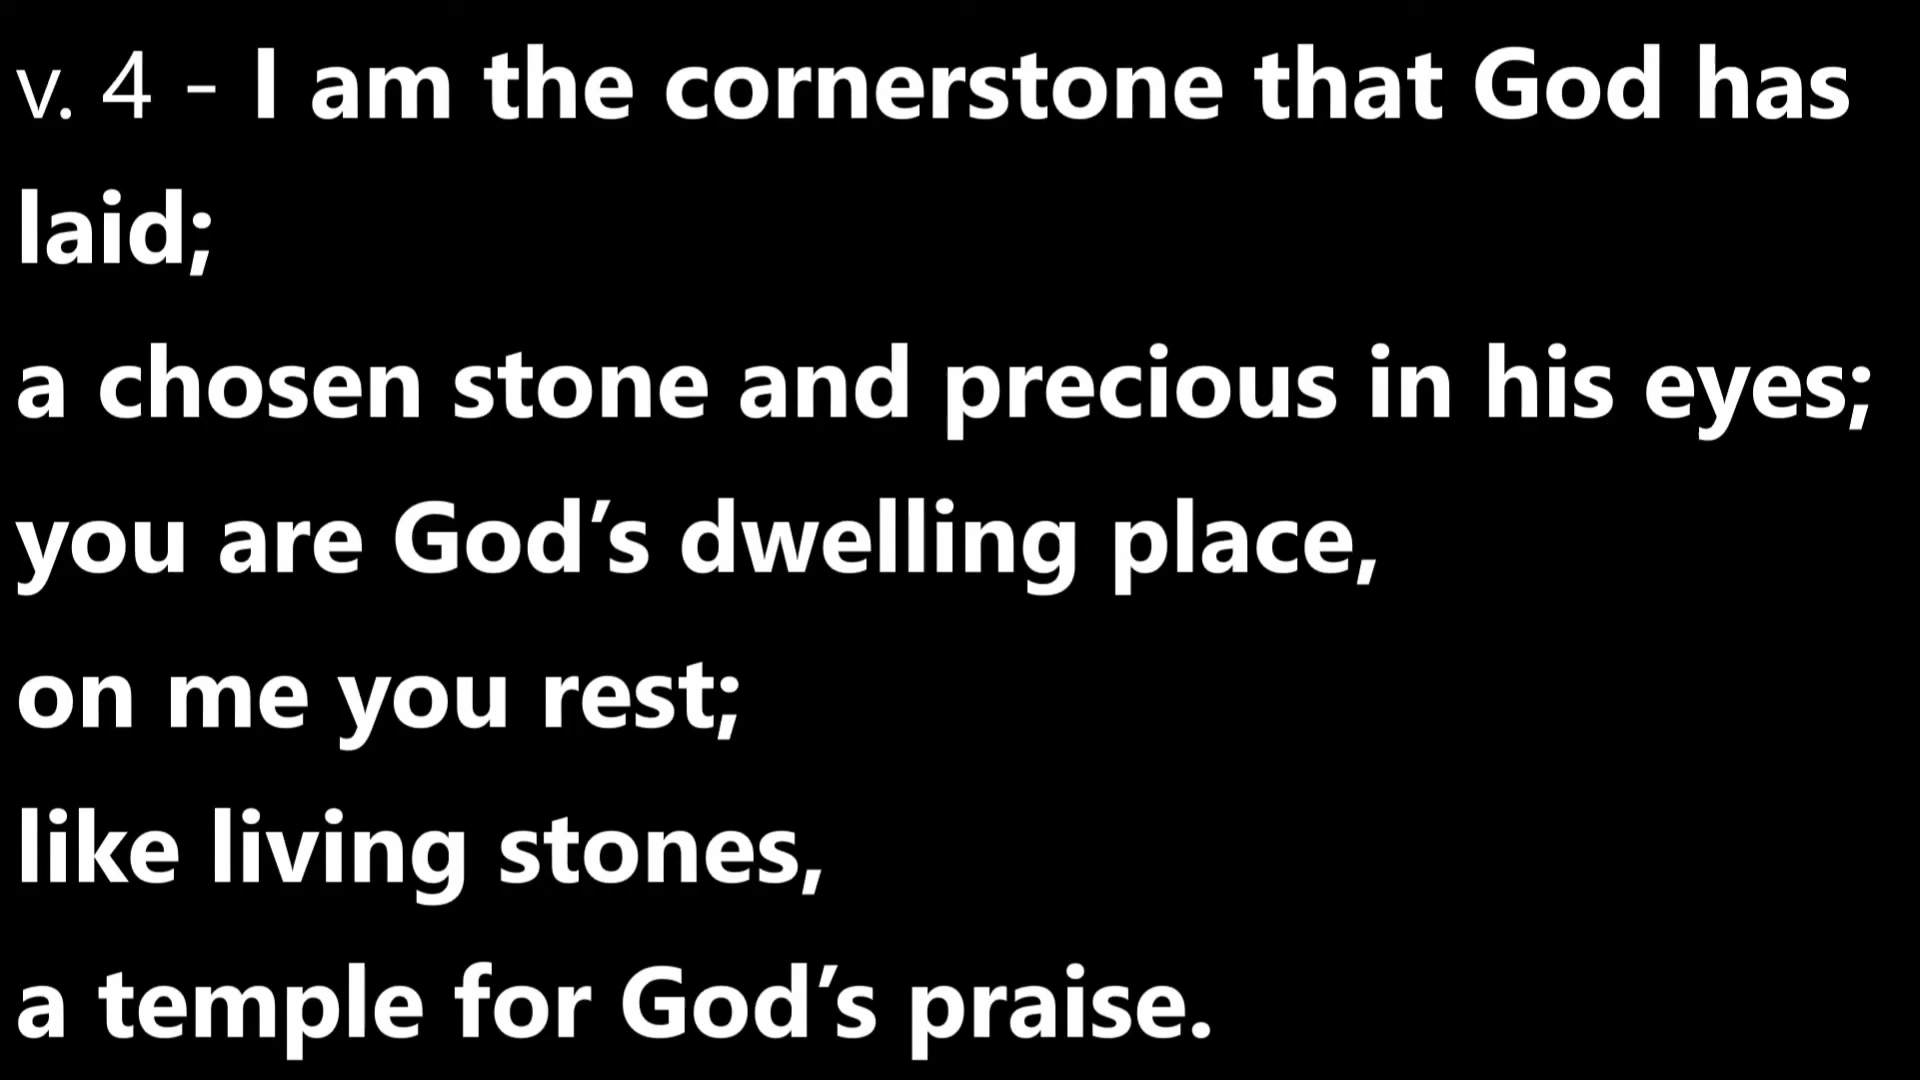 v. 4 - I am the cornerstone that God has
laid;
a chosen stone and precious in his eyes;
you are God’s dwelling place,
on me you rest;
like living stones,
a temple for God’s praise.